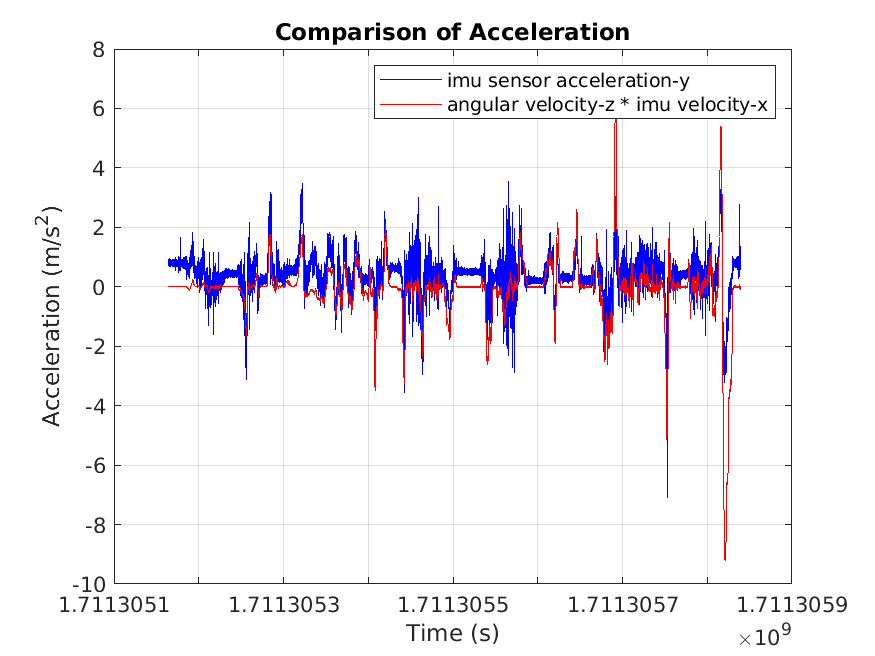 Comparison of Acceleration
imu sensor acceleration-y
angular velocity-z * imu velocity-x
8
6
4
2
0
-2
-4
-6
-8
-10
Acceleration (m/s²)
1.7113051 1.7113053 1.7113055 1.7113057 1.7113059
Time (s)
×10⁹